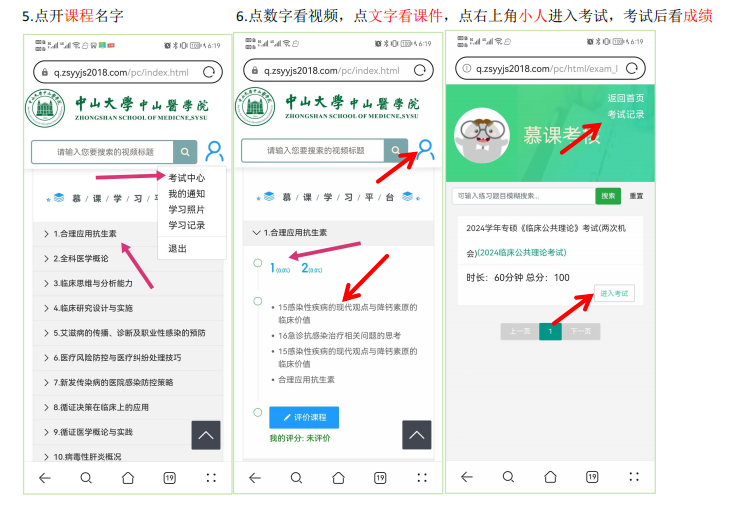 5.点开课程名字
6.点数字看视频，点文字看课件，点右上角小人进入考试，考试后看成绩
6:19
q.zsyyjs2018.com/pc/index.html
中山大學中山醫學院
ZHONGSHAN SCHOOL OF MEDICNE,SYSU
请输入您要搜索的视频标题
考试中心
我的通知
学习照片
学习记录
退出
慕 / 课 / 学 / 习 /
1.合理应用抗生素
2.全科医学概论
3.临床思维与分析能力
4.临床研究设计与实施
5.艾滋病的传播、诊断及职业性感染的预防
6.医疗风险防控与医疗纠纷处理技巧
7.新发传染病的医院感染防控策略
8.循证决策在临床上的应用
9.循证医学概论与实践
10.病毒性肝炎概况
19
6:19
q.zsyyjs2018.com/pc/index.html
中山大學中山醫學院
ZHONGSHAN SCHOOL OF MEDICNE,SYSU
请输入您要搜索的视频标题
慕 / 课 / 学 / 习 / 平 / 台
1.合理应用抗生素
1(0.0%) 2(0.0%)
15感染性疾病的现代观点与降钙素原的
临床价值
16急诊抗感染治疗相关问题的思考
15感染性疾病的现代观点与降钙素原的
临床价值
合理应用抗生素
评价课程
我的评分: 未评价
19
6:19
q.zsyyjs2018.com/pc/html/exam_l
返回首页
考试记录
慕课考
可输入练习题目模糊搜索...
搜索 重置
2024学年专硕《临床公共理论》考试(两次机
会)(2024临床公共理论考试)
时长：60分钟 总分：100
进入考试
上一页 1 下一页
19